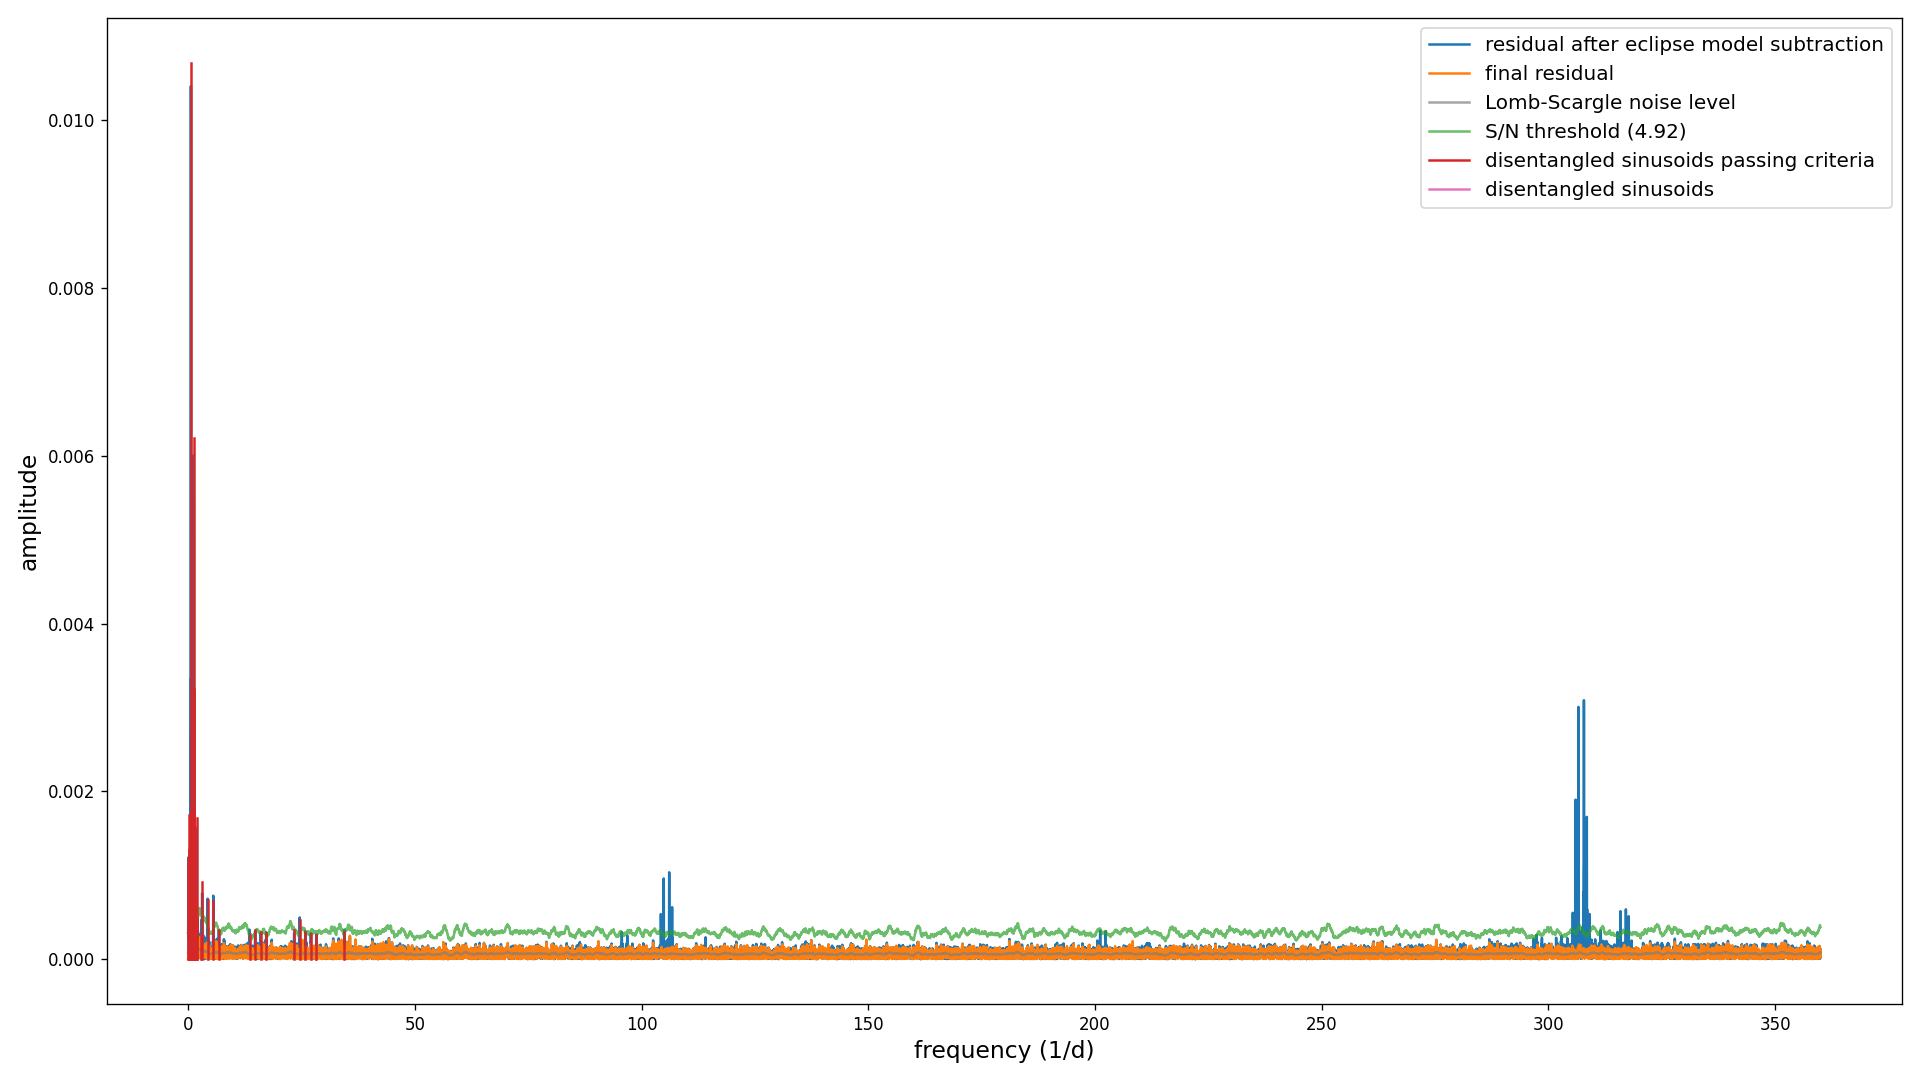 residual after eclipse model subtraction
final residual
Lomb-Scargle noise level
S/N threshold (4.92)
disentangled sinusoids passing criteria
disentangled sinusoids
amplitude
0.010
0.008
0.006
0.004
0.002
0.000
0 50 100 150 200 250 300 350
frequency (1/d)